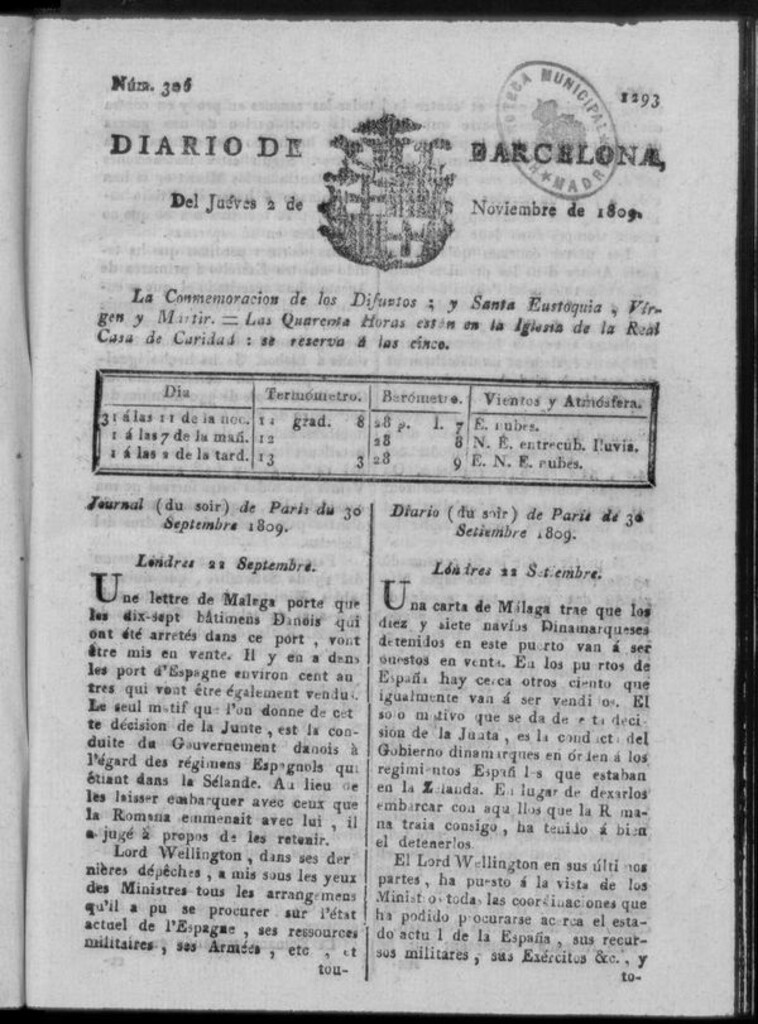 Núm. 306
1293
BIBLIOTECA MUNICIPAL
★ MADRID
DIARIO DE BARCELONA,
Del Juéves 2 de Noviembre de 1809.
La Conmemoracion de los Difuntos ; y Santa Eustoquia , Vír-
gen y Martir. = Las Quarenta Horas están en la Iglesia de la Real
Casa de Caridad : se reserva á las cinco.
Dia Termómetro. Barómetro. Vientos y Atmósfera.
31 á las 11 de la noc. 11 grad. 8 28 p. l. 7 E. nubes.
1 á las 7 de la mañ. 12 28 8 N. E. entrecub. lluvia.
1 á las 2 de la tard. 13 3 28 9 E. N. E. nubes.
Journal (du soir) de Paris du 30
Septembre 1809.
Londres 22 Septembre.
Une lettre de Malaga porte que
les dix-sept bâtimens Danois qui
ont été arretés dans ce port , vont
être mis en vente. Il y en a dans
les port d'Espagne environ cent au
tres qui vont être également vendus.
Le seul motif que l'on donne de cet
te décision de la Junte , est la con-
duite du Gouvernement danois à
l'égard des régimens Espagnols qui
étiant dans la Sélande. Au lieu de
les laisser embarquer avec ceux que
la Romana emmenait avec lui , il
a jugé à propos de les retenir.
Lord Wellington , dans ses der
nières dépêches , a mis sous les yeux
des Ministres tous les arrangemens
qu'il a pu se procurer sur l'état
actuel de l'Espagne , ses ressources
militaires , ses Armées , etc , et
tou-
Diario (du soir) de Paris de 30
Setiembre 1809.
Londres 22 Setiembre.
Una carta de Málaga trae que los
diez y siete navíos Dinamarqueses
detenidos en este puerto van á ser
puestos en venta. En los puertos de
España hay cerca otros ciento que
igualmente van á ser vendidos. El
solo motivo que se da de esta deci-
sión de la Junta , es la conducta del
Gobierno dinamarques en órden á los
regimientos Españoles que estaban
en la Zelanda. En lugar de dexarlos
embarcar con aquellos que la Romana
traia consigo , ha tenido á bien
el detenerlos.
El Lord Wellington en sus últimos
partes , ha puesto á la vista de los
Ministros todas las coordinaciones que
ha podido procurarse acerca el esta-
do actual de la España , sus recur-
sos militares , sus Exércitos &c. , y
to-